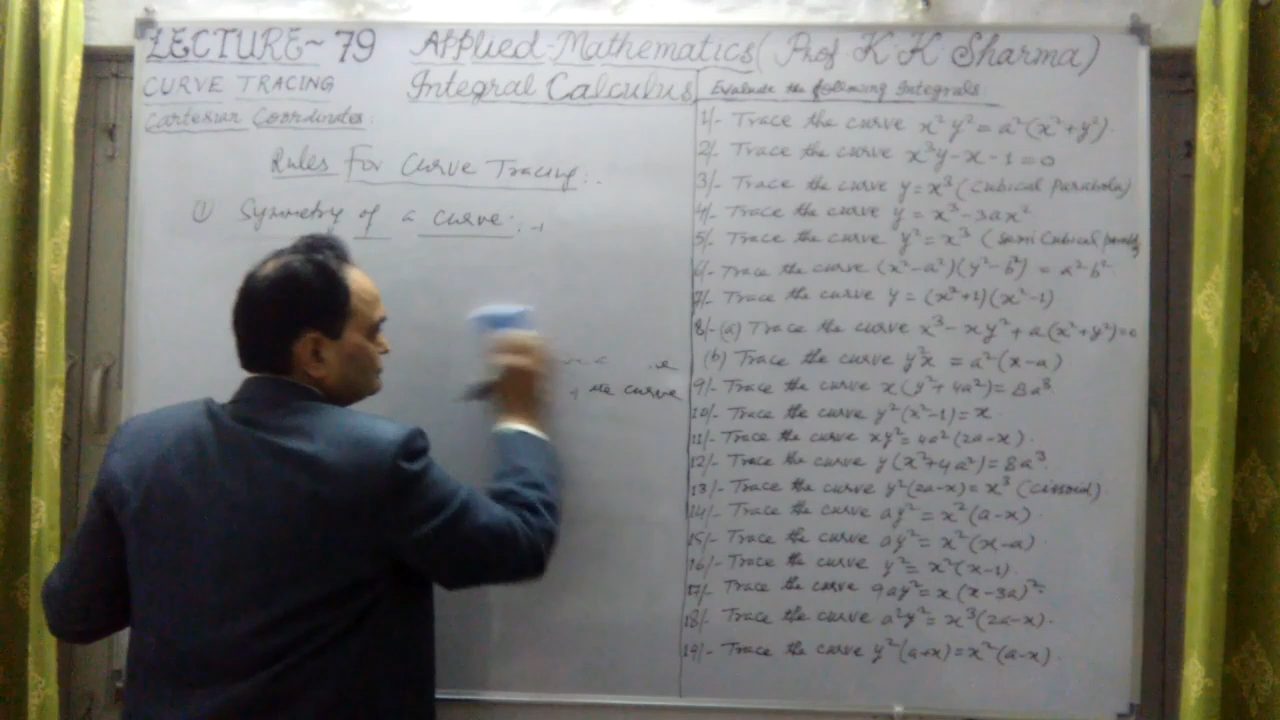 LECTURE~79 Applied-Mathematics(Prof K.K Sharma)
CURVE TRACING Integral Calculus
Cartesian Coordinates:
Rules For Curve Tracing:.
① Symmetry of a curve:-
the curve
Evaluate the following Integrals
1/- Trace the curve x²y² = a²(x²+y²).
2/- Trace the curve x³y-x-1=0
3/- Trace the curve y=x³ (Cubical Parabola)
4/- Trace the curve y = x³-3ax²
5/- Trace the curve y²=x³ (Semi Cubical
6/- Trace the curve (x²-a²)(y²-b²) = a²b²
7/- Trace the curve y = (x²+1)(x²-1)
8/-(a) Trace the curve x³-xy²+a(x²+y²)=0
(b) Trace the curve y²x = a²(x-a)
9/- Trace the curve x(y²+4a²)=8a³
10/- Trace the curve y²(x²-1)=x
11/- Trace the curve xy²=4a²(2a-x).
12/- Trace the curve y(x²+4a²)=8a³.
13/- Trace the curve y²(2a-x)=x³ (Cissoid)
14/- Trace the curve ay²=x²(a-x)
15/- Trace the curve ay²=x²(x-a)
16/- Trace the curve y²=x²(x-1).
17/- Trace the curve 9ay²=x(x-3a)²
18/- Trace the curve a²y²=x³(2a-x).
19/- Trace the curve y²(a+x)=x²(a-x).